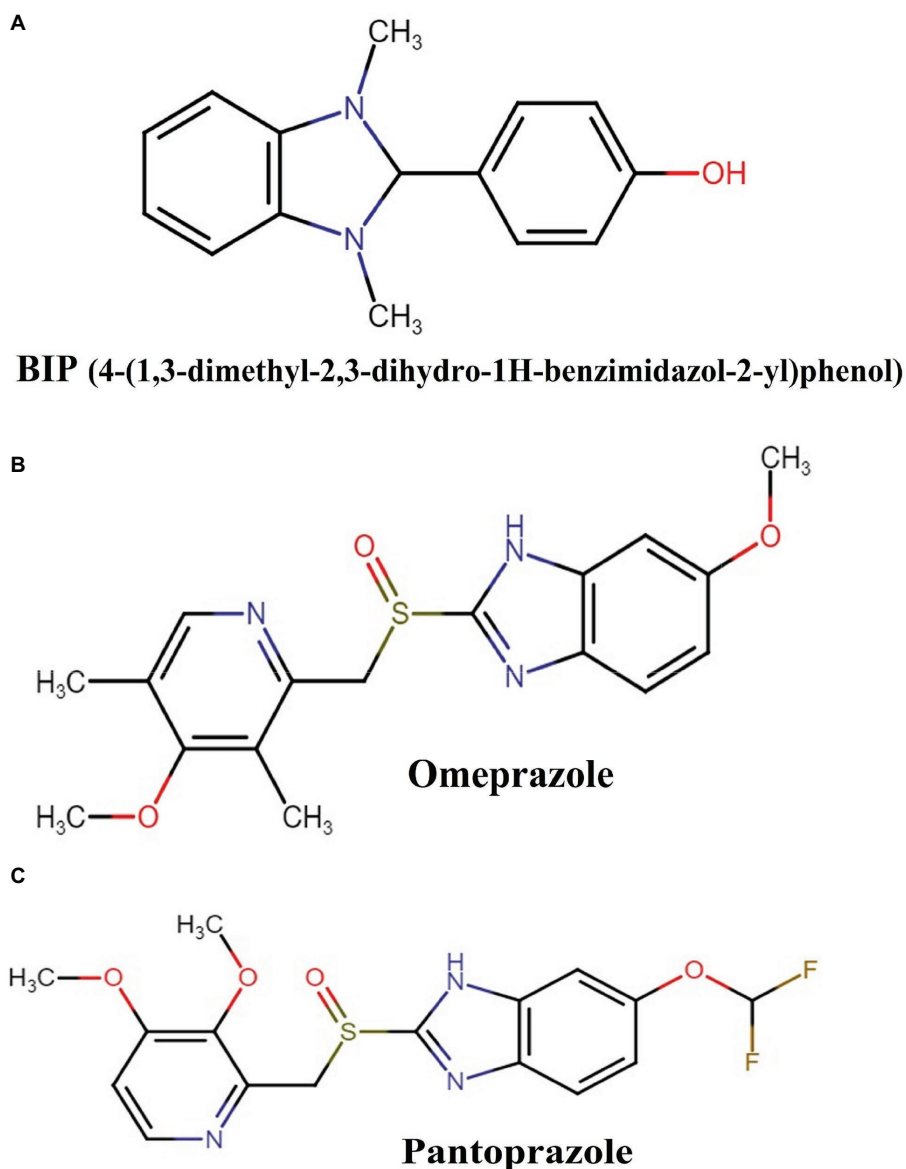 A
CH₃
N
OH
N
CH₃
BIP (4-(1,3-dimethyl-2,3-dihydro-1H-benzimidazol-2-yl)phenol)
B
CH₃
O
H
N
O
N
S
H₃C
N
Omeprazole
H₃C O
CH₃
C
H₃C
H₃C O
O
O
H
N
O
F
S
F
N
N
Pantoprazole